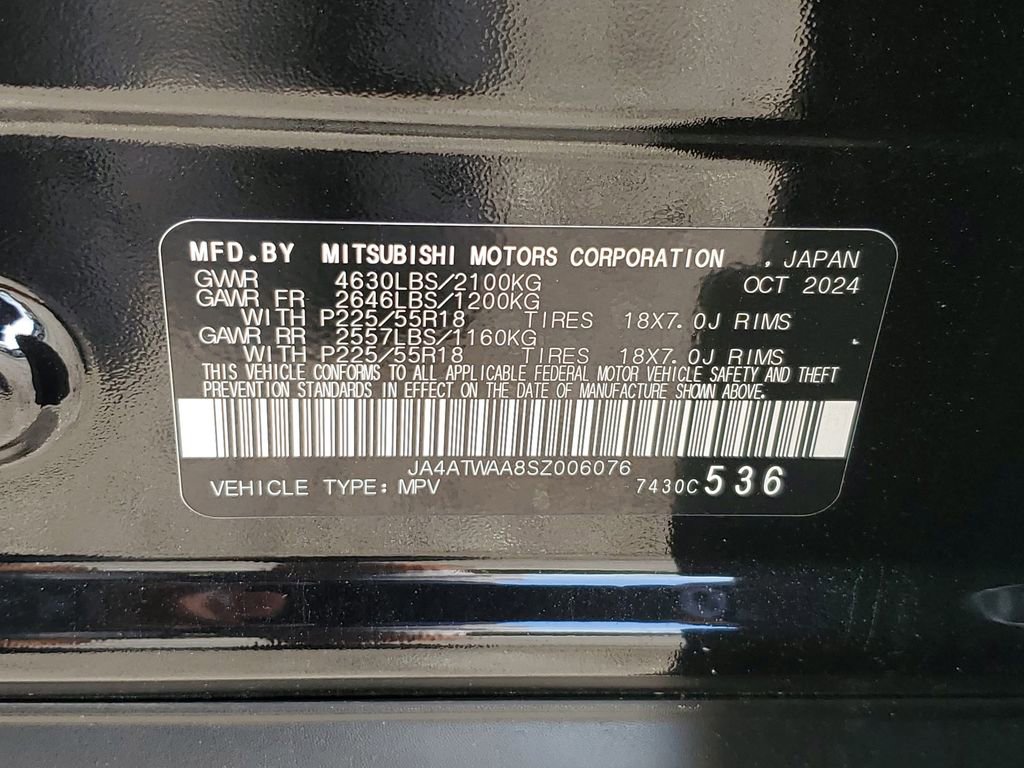 MFD.BY MITSUBISHI MOTORS CORPORATION , JAPAN
GVWR 4630LBS/2100KG OCT 2024
GAWR FR 2646LBS/1200KG
WITH P225/55R18 TIRES 18X7.0J RIMS
GAWR RR 2557LBS/1160KG
WITH P225/55R18 TIRES 18X7.0J RIMS
THIS VEHICLE CONFORMS TO ALL APPLICABLE FEDERAL MOTOR VEHICLE SAFETY AND THEFT
PREVENTION STANDARDS IN EFFECT ON THE DATE OF MANUFACTURE SHOWN ABOVE.
JA4ATWAA8SZ006076
VEHICLE TYPE: MPV 7430C 536